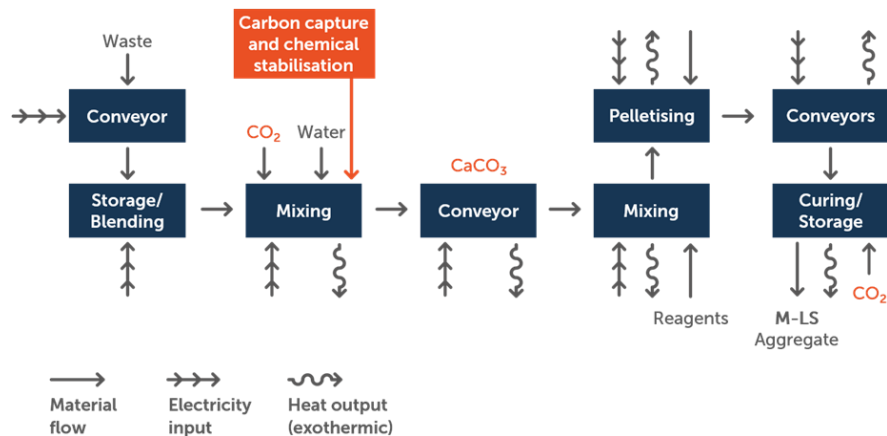 Carbon capture
and chemical
stabilisation
Waste
Conveyor
CO₂
Water
Pelletising
Conveyors
CaCO₃
Storage/
Blending
Mixing
Conveyor
Mixing
Curing/
Storage
Reagents
M-LS
Aggregate
CO₂
Material
flow
Electricity
input
Heat output
(exothermic)